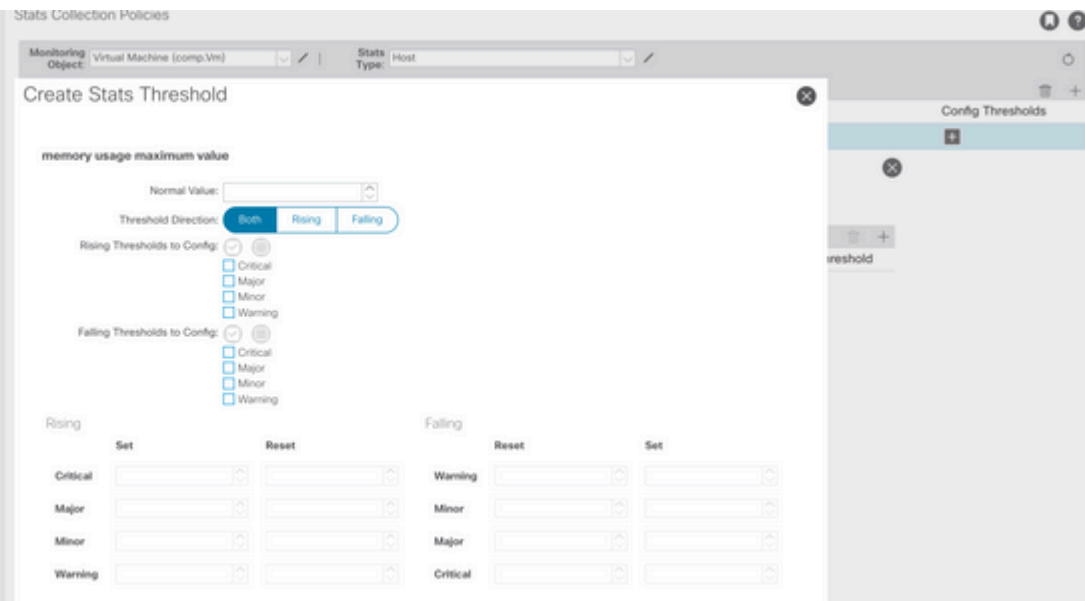 Stats Collection Policies
Monitoring Object: Virtual Machine (comp.Vm) Stats Type: Host
Create Stats Threshold
Config Thresholds
memory usage maximum value
Normal Value:
Threshold Direction: Both Rising Falling
Rising Thresholds to Config:
Critical
Major
Minor
Warning
reshold
Falling Thresholds to Config:
Critical
Major
Minor
Warning
Rising Falling
Set Reset Reset Set
Critical Warning
Major Minor
Minor Major
Warning Critical